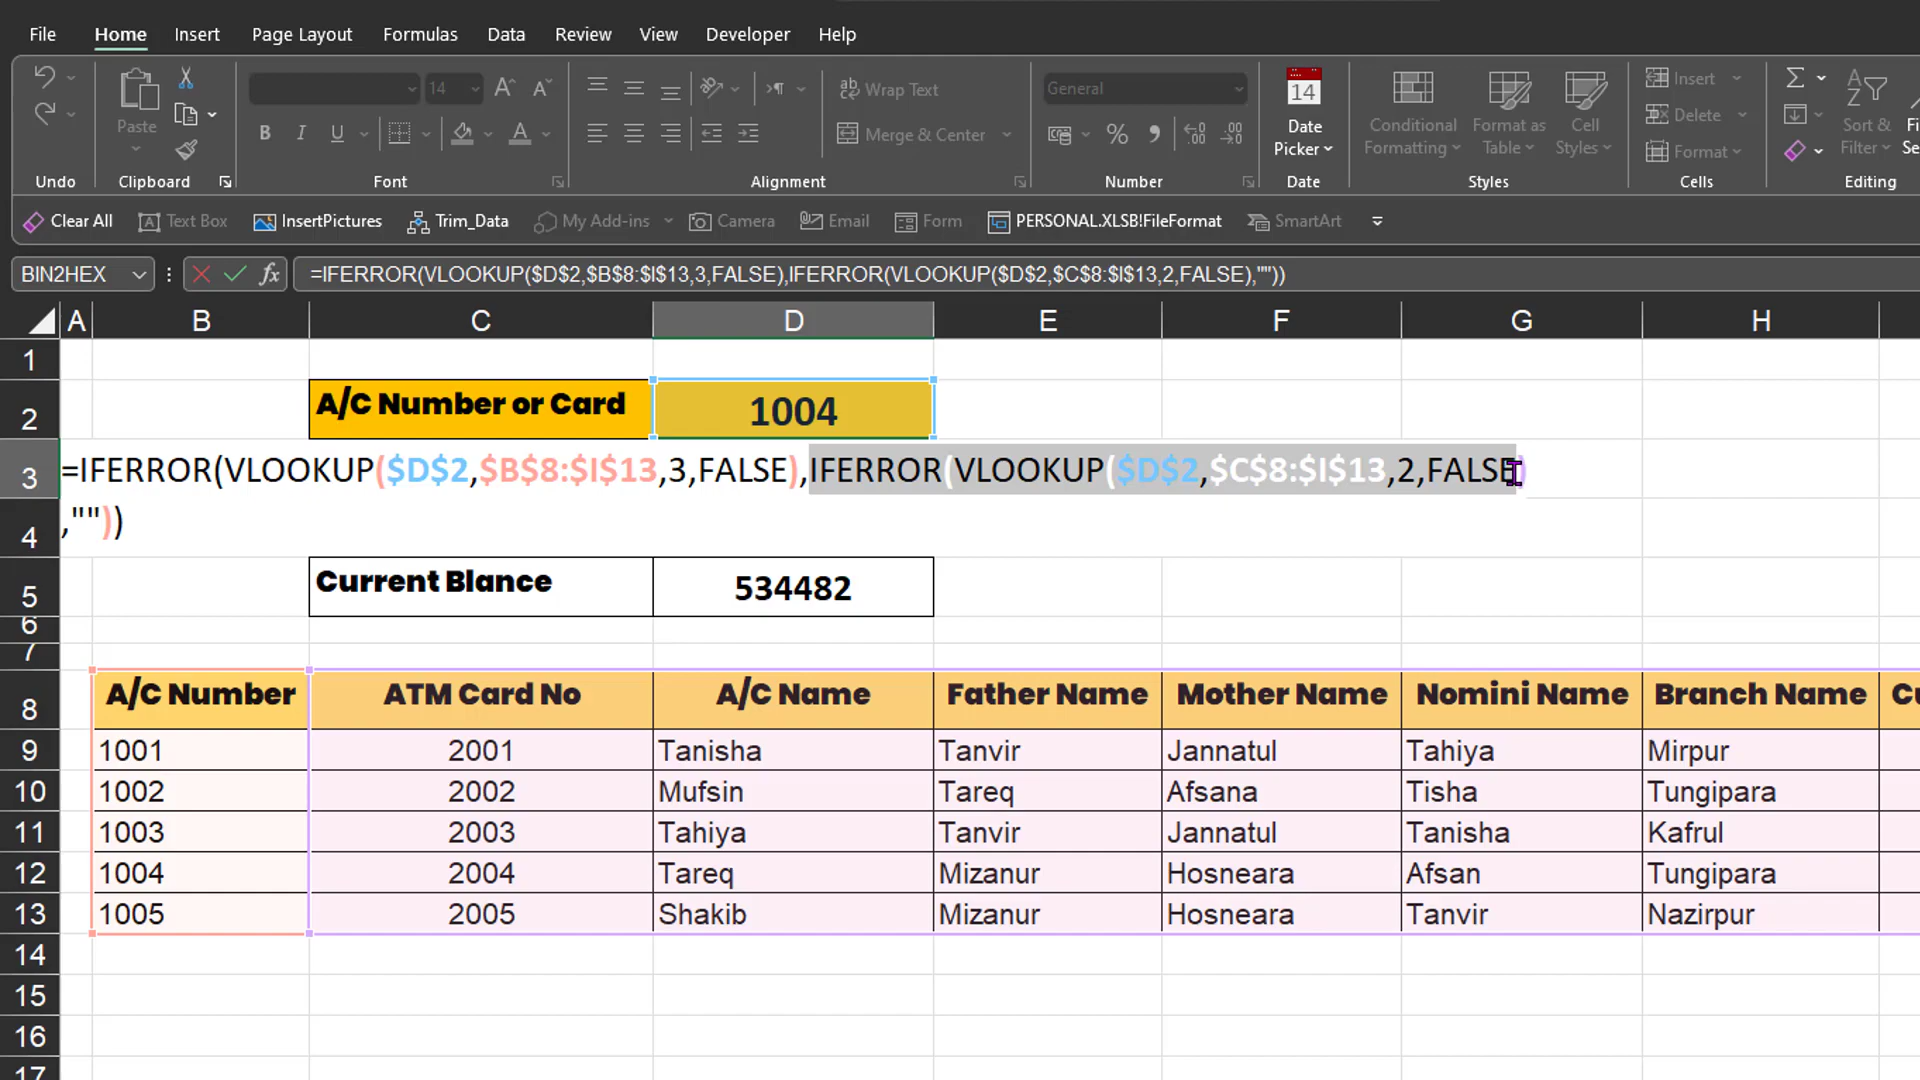 File Home Insert Page Layout Formulas Data Review View Developer Help
14 General
Wrap Text
Merge & Center
Paste
14
Date
Picker
Conditional
Formatting
Format as
Table
Cell
Styles
Insert
Delete
Format
Sort &
Filter
Undo Clipboard Font Alignment Number Date Styles Cells Editing
Clear All Text Box InsertPictures Trim_Data My Add-ins Camera Email Form PERSONAL.XLSB!FileFormat SmartArt
BIN2HEX fx =IFERROR(VLOOKUP($D$2,$B$8:$I$13,3,FALSE),IFERROR(VLOOKUP($D$2,$C$8:$I$13,2,FALSE),""))
A B C D E F G H
1
2 A/C Number or Card 1004
3 =IFERROR(VLOOKUP($D$2,$B$8:$I$13,3,FALSE),IFERROR(VLOOKUP($D$2,$C$8:$I$13,2,FALSE)
4 ,""))
5 Current Blance 534482
6
7
8 A/C Number ATM Card No A/C Name Father Name Mother Name Nomini Name Branch Name
9 1001 2001 Tanisha Tanvir Jannatul Tahiya Mirpur
10 1002 2002 Mufsin Tareq Afsana Tisha Tungipara
11 1003 2003 Tahiya Tanvir Jannatul Tanisha Kafrul
12 1004 2004 Tareq Mizanur Hosneara Afsan Tungipara
13 1005 2005 Shakib Mizanur Hosneara Tanvir Nazirpur
14
15
16
17